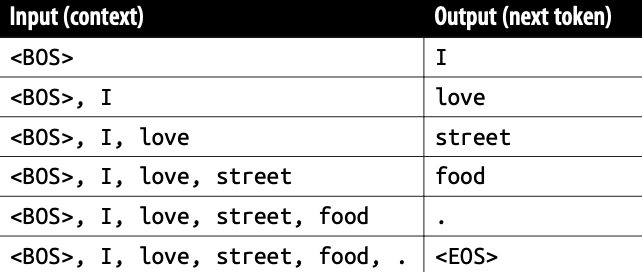 Input (context) Output (next token)
<BOS> I
<BOS>, I love
<BOS>, I, love street
<BOS>, I, love, street food
<BOS>, I, love, street, food .
<BOS>, I, love, street, food, . <EOS>